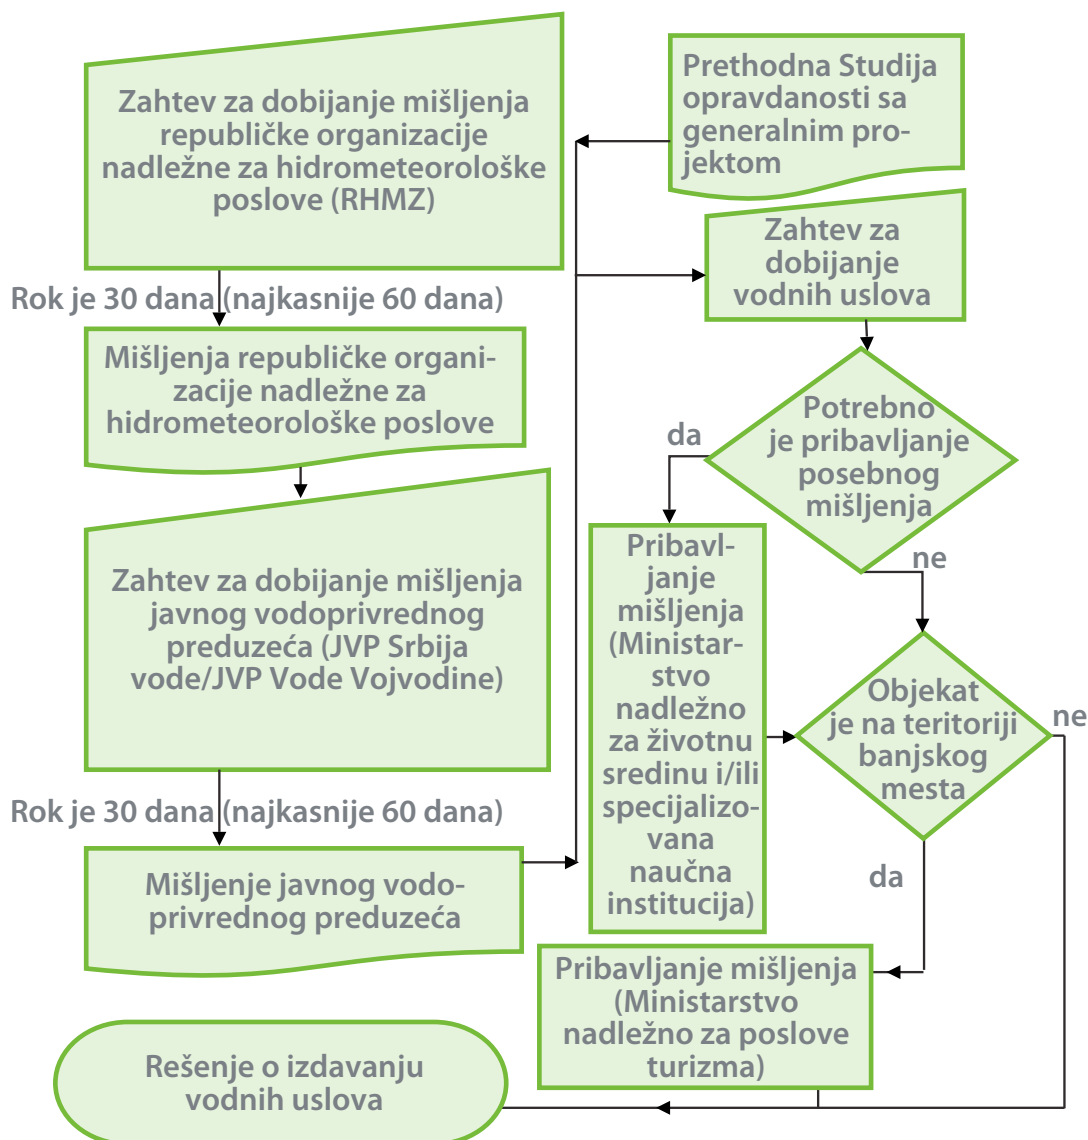 Zahtev za dobijanje mišljenja
republičke organizacije
nadležne za hidrometeorološke
poslove (RHMZ)
Rok je 30 dana (najkasnije 60 dana)
Mišljenja republičke organi-
zacije nadležne za
hidrometeorološke poslove
Zahtev za dobijanje mišljenja
javnog vodoprivrednog
preduzeća (JVP Srbija
vode/JVP Vode Vojvodine)
Rok je 30 dana (najkasnije 60 dana)
Mišljenje javnog vodo-
privrednog preduzeća
Prethodna Studija
opravdanosti sa
generalnim pro-
jektom
Zahtev za
dobijanje
vodnih uslova
Potrebno
je pribavljanje
posebnog
mišljenja
da
ne
Pribavl-
janje
mišljenja
(Ministar-
stvo
nadležno
za životnu
sredinu i/ili
specijalizo-
vana
naučna
institucija)
Objekat
je na teritoriji
banjskog
mesta
ne
da
Pribavljanje mišljenja
(Ministarstvo
nadležno za poslove
turizma)
Rešenje o izdavanju
vodnih uslova